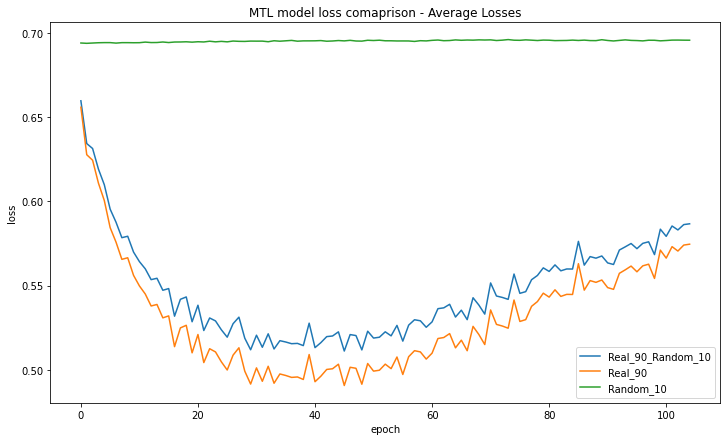 MTL model loss comaprison - Average Losses
0.70
0.65
0.60
0.55
0.50
loss
0 20 40 60 80 100
epoch
Real_90_Random_10
Real_90
Random_10